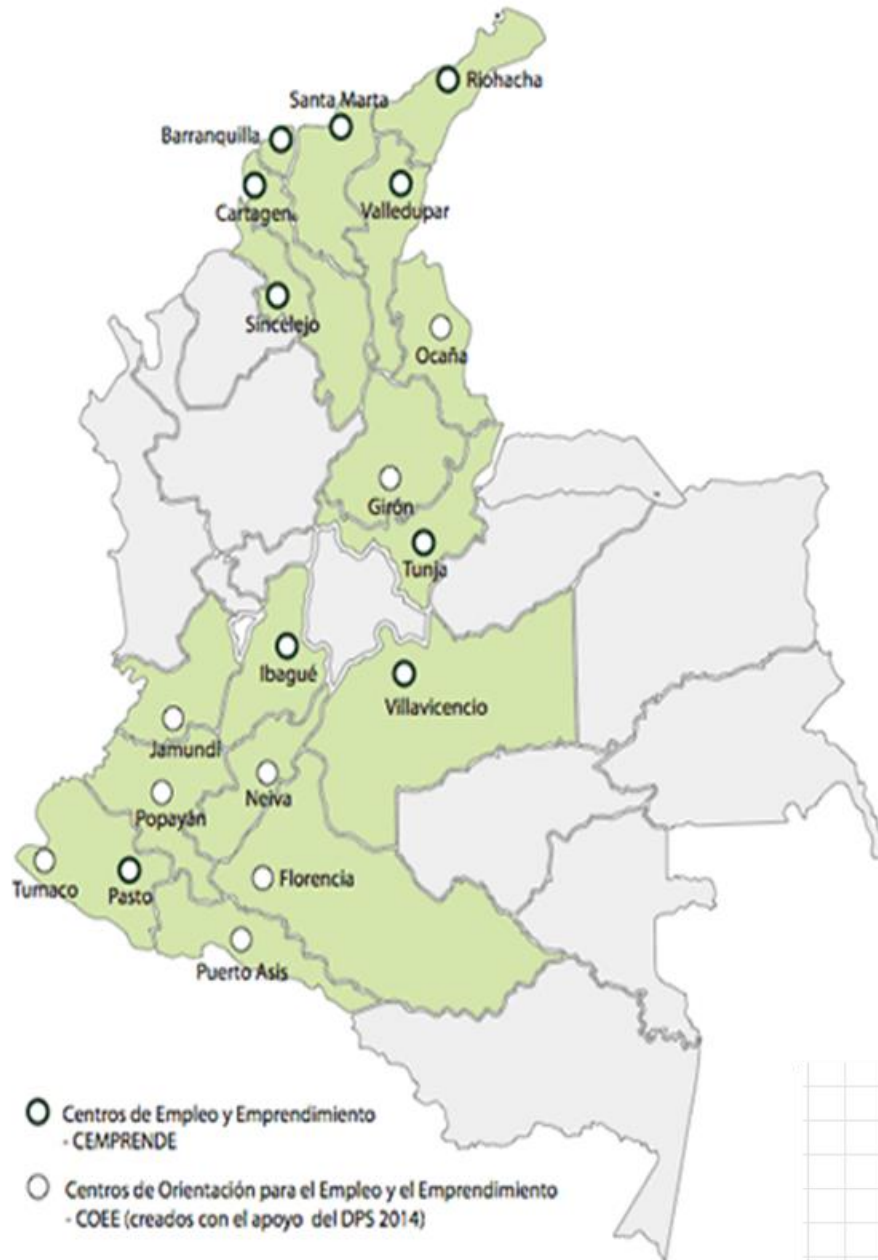 Riohacha
Santa Marta
Barranquilla
Cartagena
Valledupar
Sincelejo
Ocaña
Girón
Tunja
Ibagué
Villavicencio
Jamundí
Neiva
Popayán
Tumaco
Pasto
Florencia
Puerto Asis
Centros de Empleo y Emprendimiento
- CEMPRENDE
Centros de Orientación para el Empleo y el Emprendimiento
- COEE (creados con el apoyo del DPS 2014)